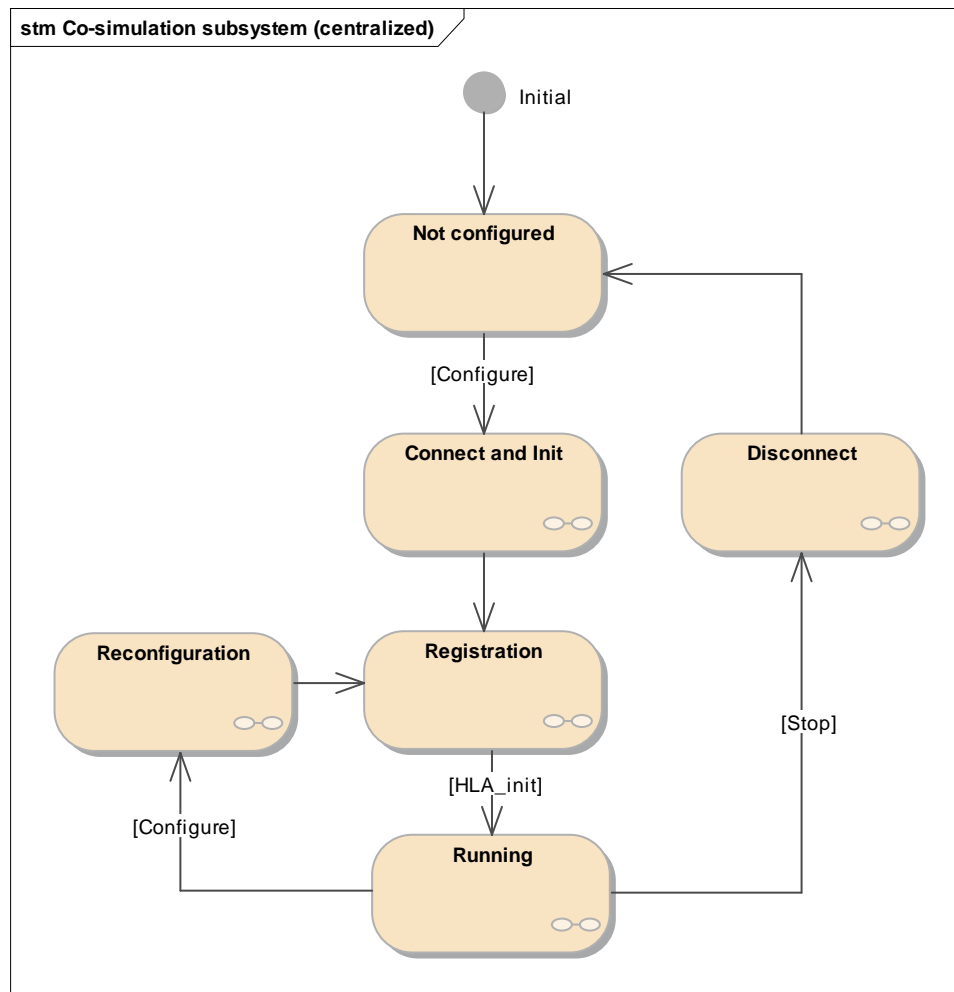 stm Co-simulation subsystem (centralized)
Initial
Not configured
[Configure]
Connect and Init
Disconnect
Reconfiguration
Registration
[Stop]
[HLA_init]
[Configure]
Running